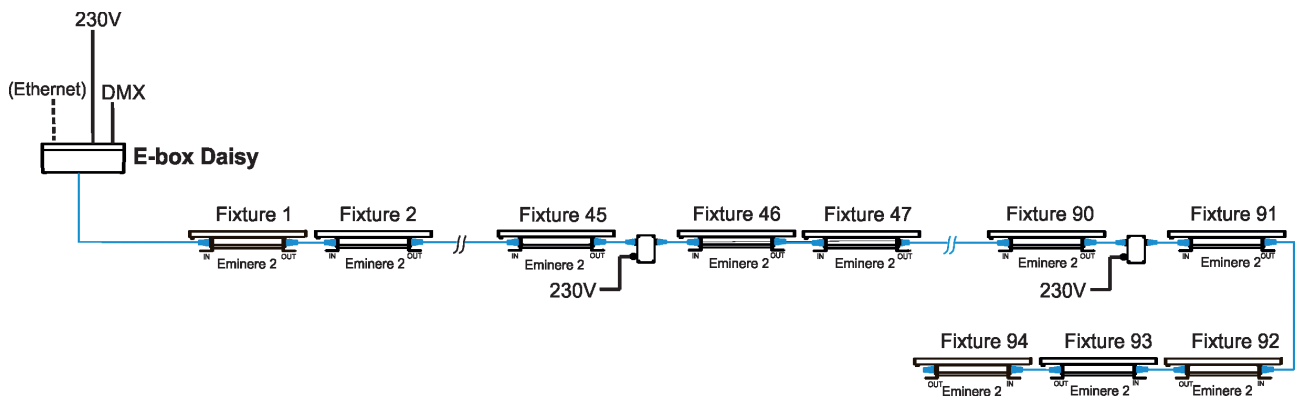 230V
(Ethernet)
DMX
E-box Daisy
Fixture 1
Fixture 2
Fixture 45
Fixture 46
Fixture 47
Fixture 90
Fixture 91
IN
OUT
Eminere 2
IN
OUT
Eminere 2
IN
OUT
Eminere 2
IN
OUT
Eminere 2
IN
OUT
Eminere 2
IN
OUT
Eminere 2
IN
OUT
Eminere 2
230V
230V
Fixture 94
Fixture 93
Fixture 92
OUT
IN
Eminere 2
OUT
IN
Eminere 2
OUT
IN
Eminere 2